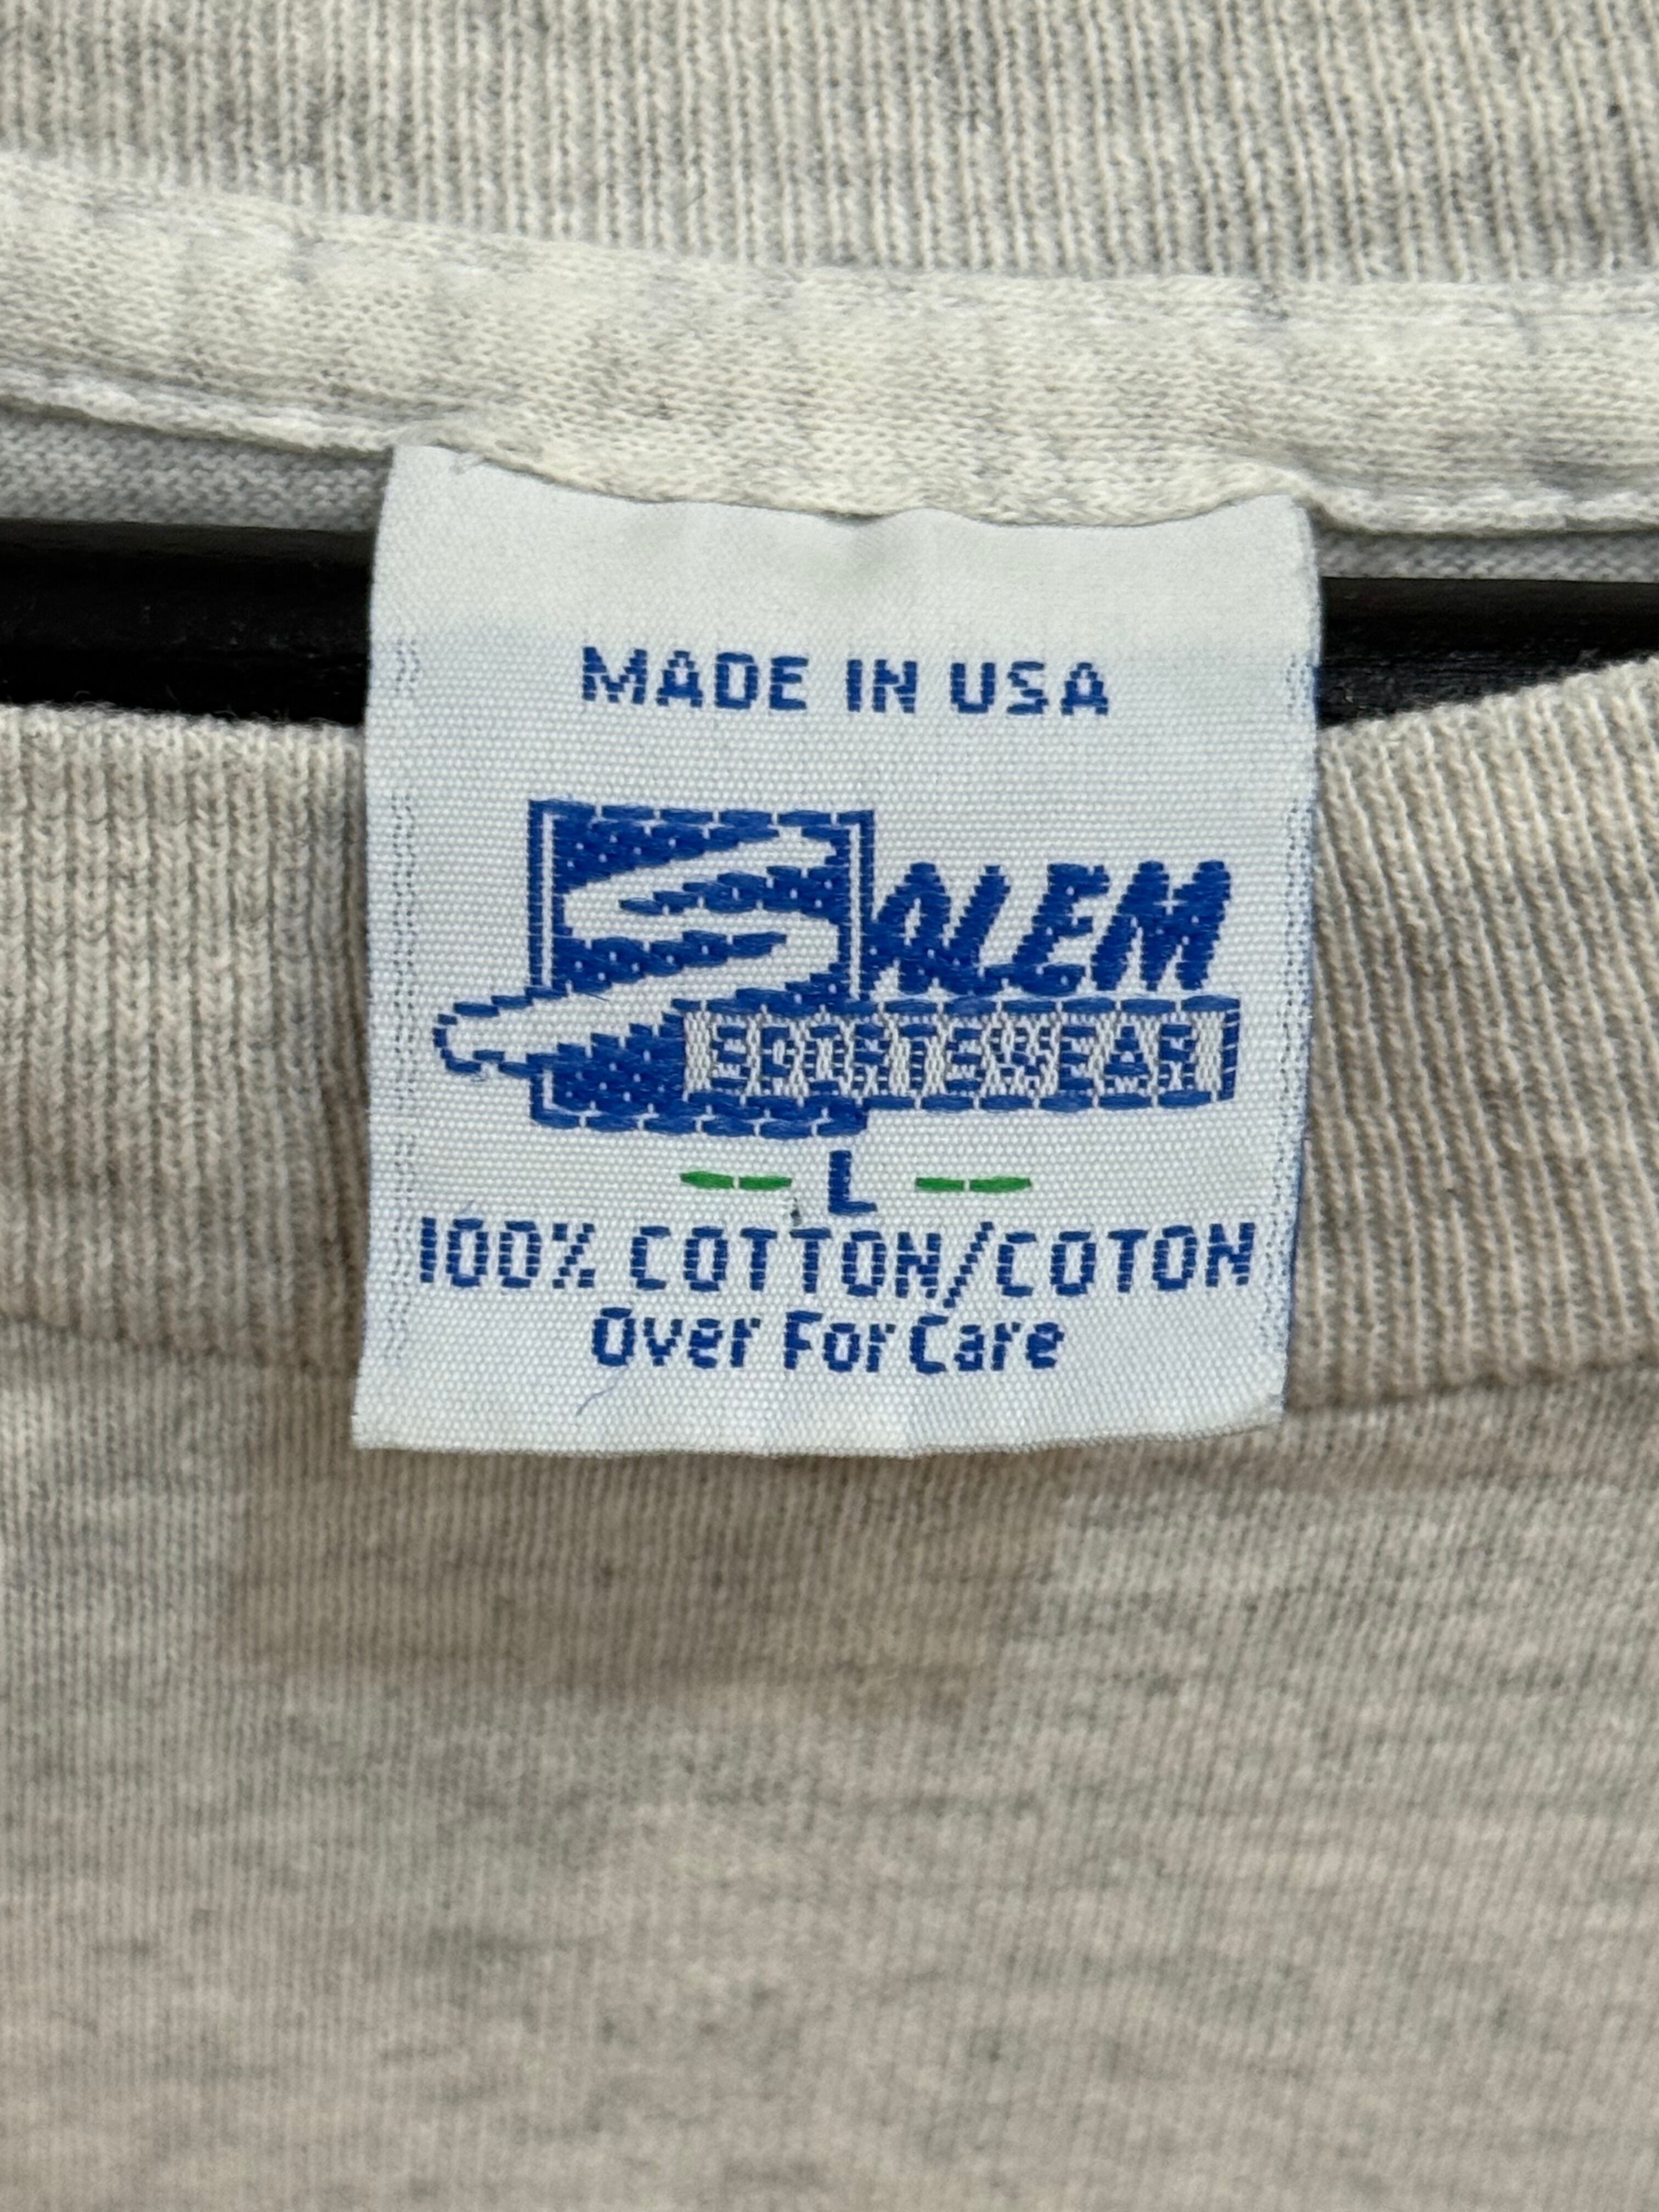 MADE IN USA
SALEM
SPORTSWEAR
L
100% COTTON/COTON
Over For Care